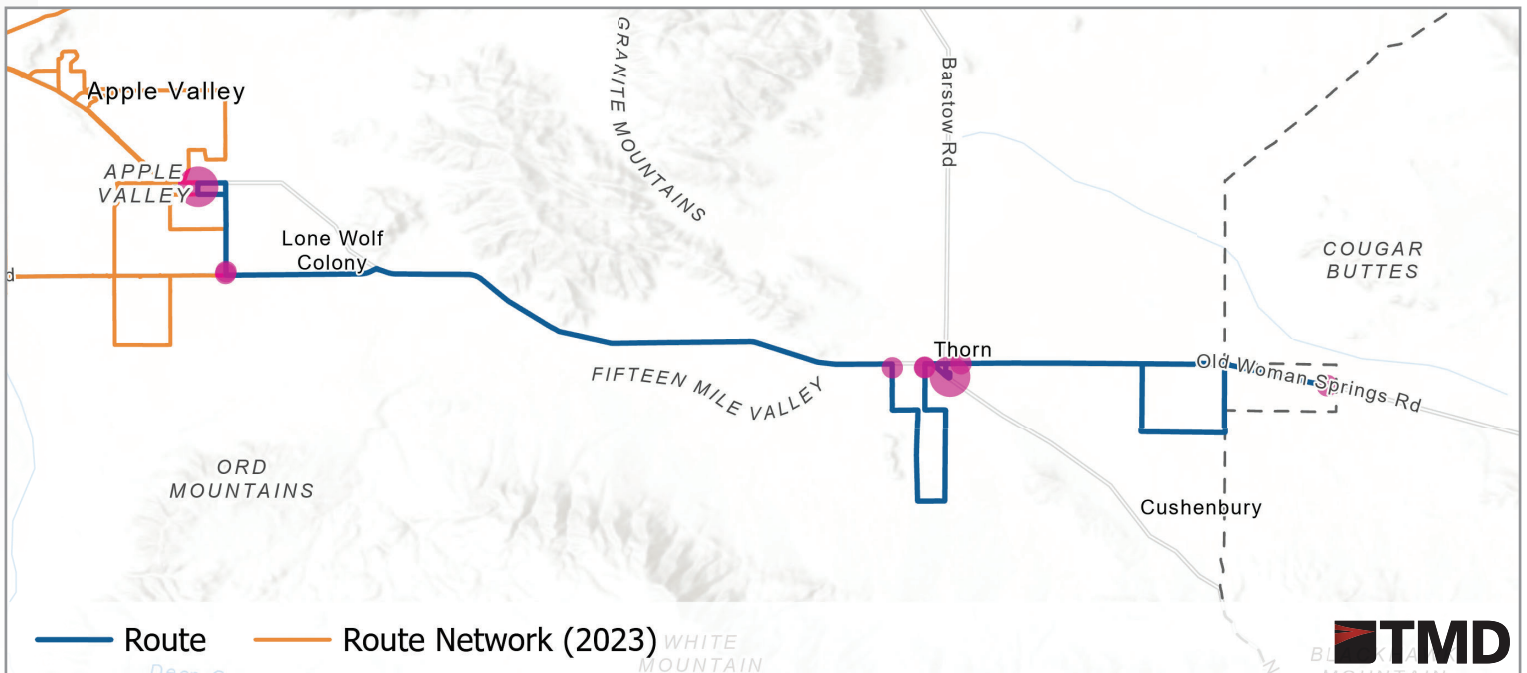 GRANITE MOUNTAINS
Barstow Rd
Apple Valley
APPLE
VALLEY
Lone Wolf
Colony
COUGAR
BUTTES
d
Thorn
Old Woman Springs Rd
FIFTEEN MILE VALLEY
ORD
MOUNTAINS
Cushenbury
Route
Route Network (2023)
WHITE
MOUNTAIN
TMD
MOUNTAIN